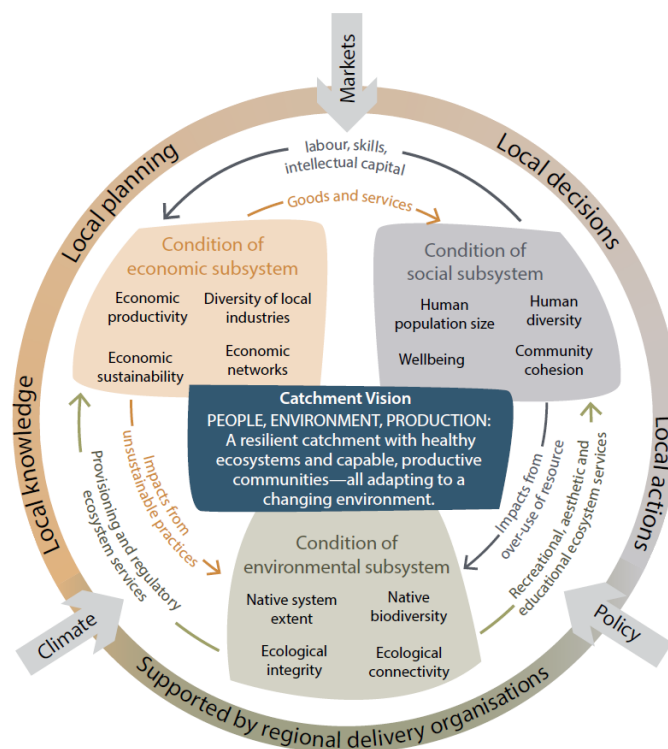 Markets
Local planning
Local decisions
labour, skills,
intellectual capital
Goods and services
Condition of
economic subsystem
Economic
productivity
Diversity of local
industries
Economic
sustainability
Economic
networks
Condition of
social subsystem
Human
population size
Human
diversity
Wellbeing
Community
cohesion
Catchment Vision
PEOPLE, ENVIRONMENT, PRODUCTION:
A resilient catchment with healthy
ecosystems and capable, productive
communities—all adapting to a
changing environment.
Local knowledge
Local actions
Provisioning and regulatory
ecosystem services
Impacts from
unsustainable practices
Impacts from
over-use of resource
Recreational, aesthetic and
educational ecosystem services
Condition of
environmental subsystem
Native system
extent
Native
biodiversity
Ecological
integrity
Ecological
connectivity
Climate
Policy
Supported by regional delivery organisations